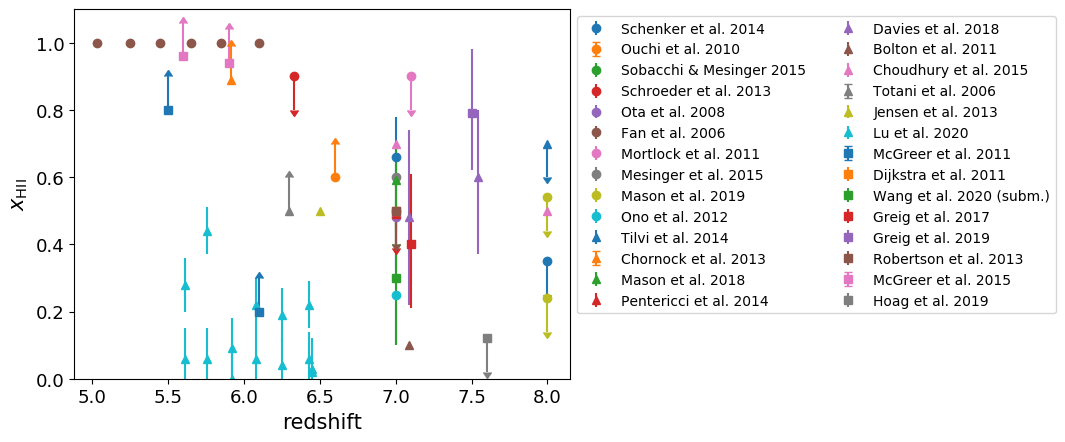 1.0
0.8
0.6
0.4
0.2
0.0
xHII
5.0 5.5 6.0 6.5 7.0 7.5 8.0
redshift
Schenker et al. 2014
Ouchi et al. 2010
Sobacchi & Mesinger 2015
Schroeder et al. 2013
Ota et al. 2008
Fan et al. 2006
Mortlock et al. 2011
Mesinger et al. 2015
Mason et al. 2019
Ono et al. 2012
Tilvi et al. 2014
Chornock et al. 2013
Mason et al. 2018
Pentericci et al. 2014
Davies et al. 2018
Bolton et al. 2011
Choudhury et al. 2015
Totani et al. 2006
Jensen et al. 2013
Lu et al. 2020
McGreer et al. 2011
Dijkstra et al. 2011
Wang et al. 2020 (subm.)
Greig et al. 2017
Greig et al. 2019
Robertson et al. 2013
McGreer et al. 2015
Hoag et al. 2019